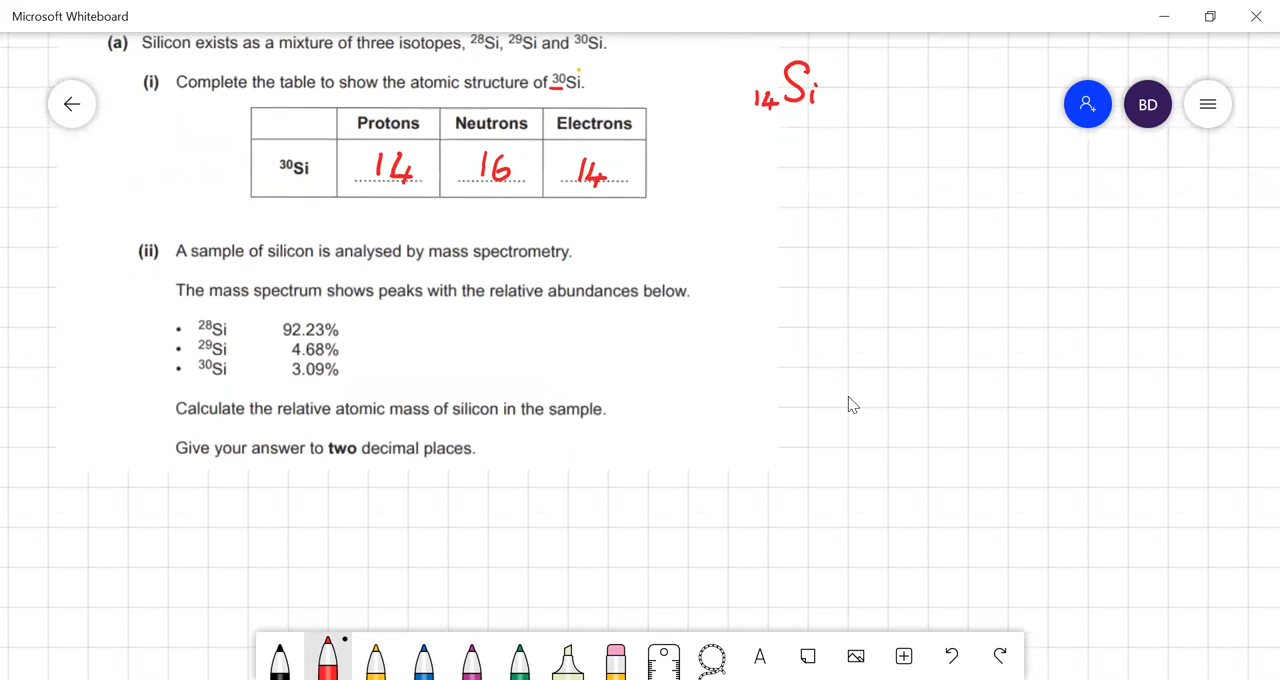 Microsoft Whiteboard
(a) Silicon exists as a mixture of three isotopes, ²⁸Si, ²⁹Si and ³⁰Si.
(i) Complete the table to show the atomic structure of ³⁰Si.
₁₄Si
BD
Protons Neutrons Electrons
³⁰Si 14 16 14
(ii) A sample of silicon is analysed by mass spectrometry.
The mass spectrum shows peaks with the relative abundances below.
• ²⁸Si 92.23%
• ²⁹Si 4.68%
• ³⁰Si 3.09%
Calculate the relative atomic mass of silicon in the sample.
Give your answer to two decimal places.
A